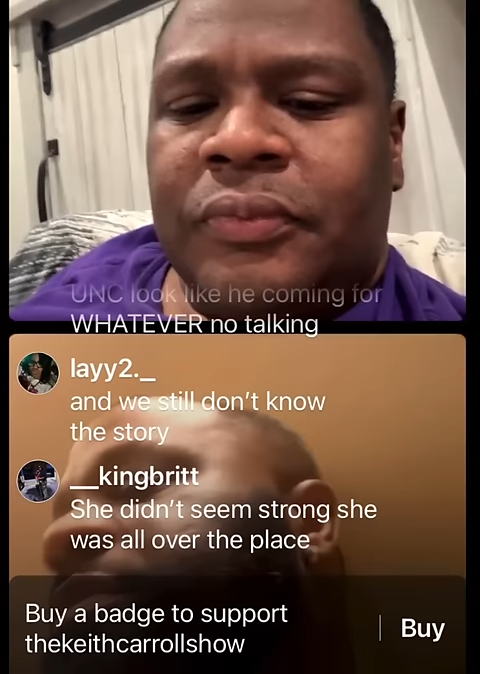 UNC look like he coming for
WHATEVER no talking
layy2._
and we still don't know
the story
__kingbritt
She didn't seem strong she
was all over the place
Buy a badge to support
thekeithcarrollshow
Buy